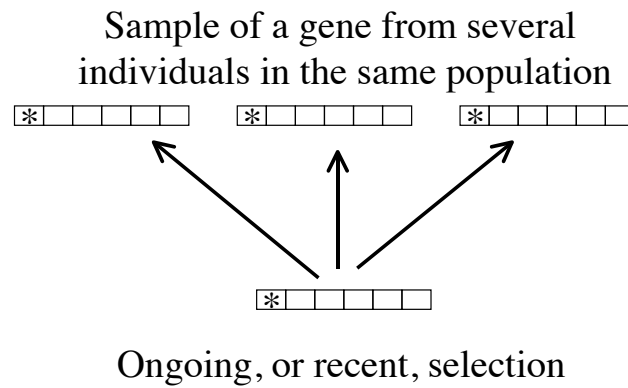 Sample of a gene from several
individuals in the same population
* * *
*
Ongoing, or recent, selection